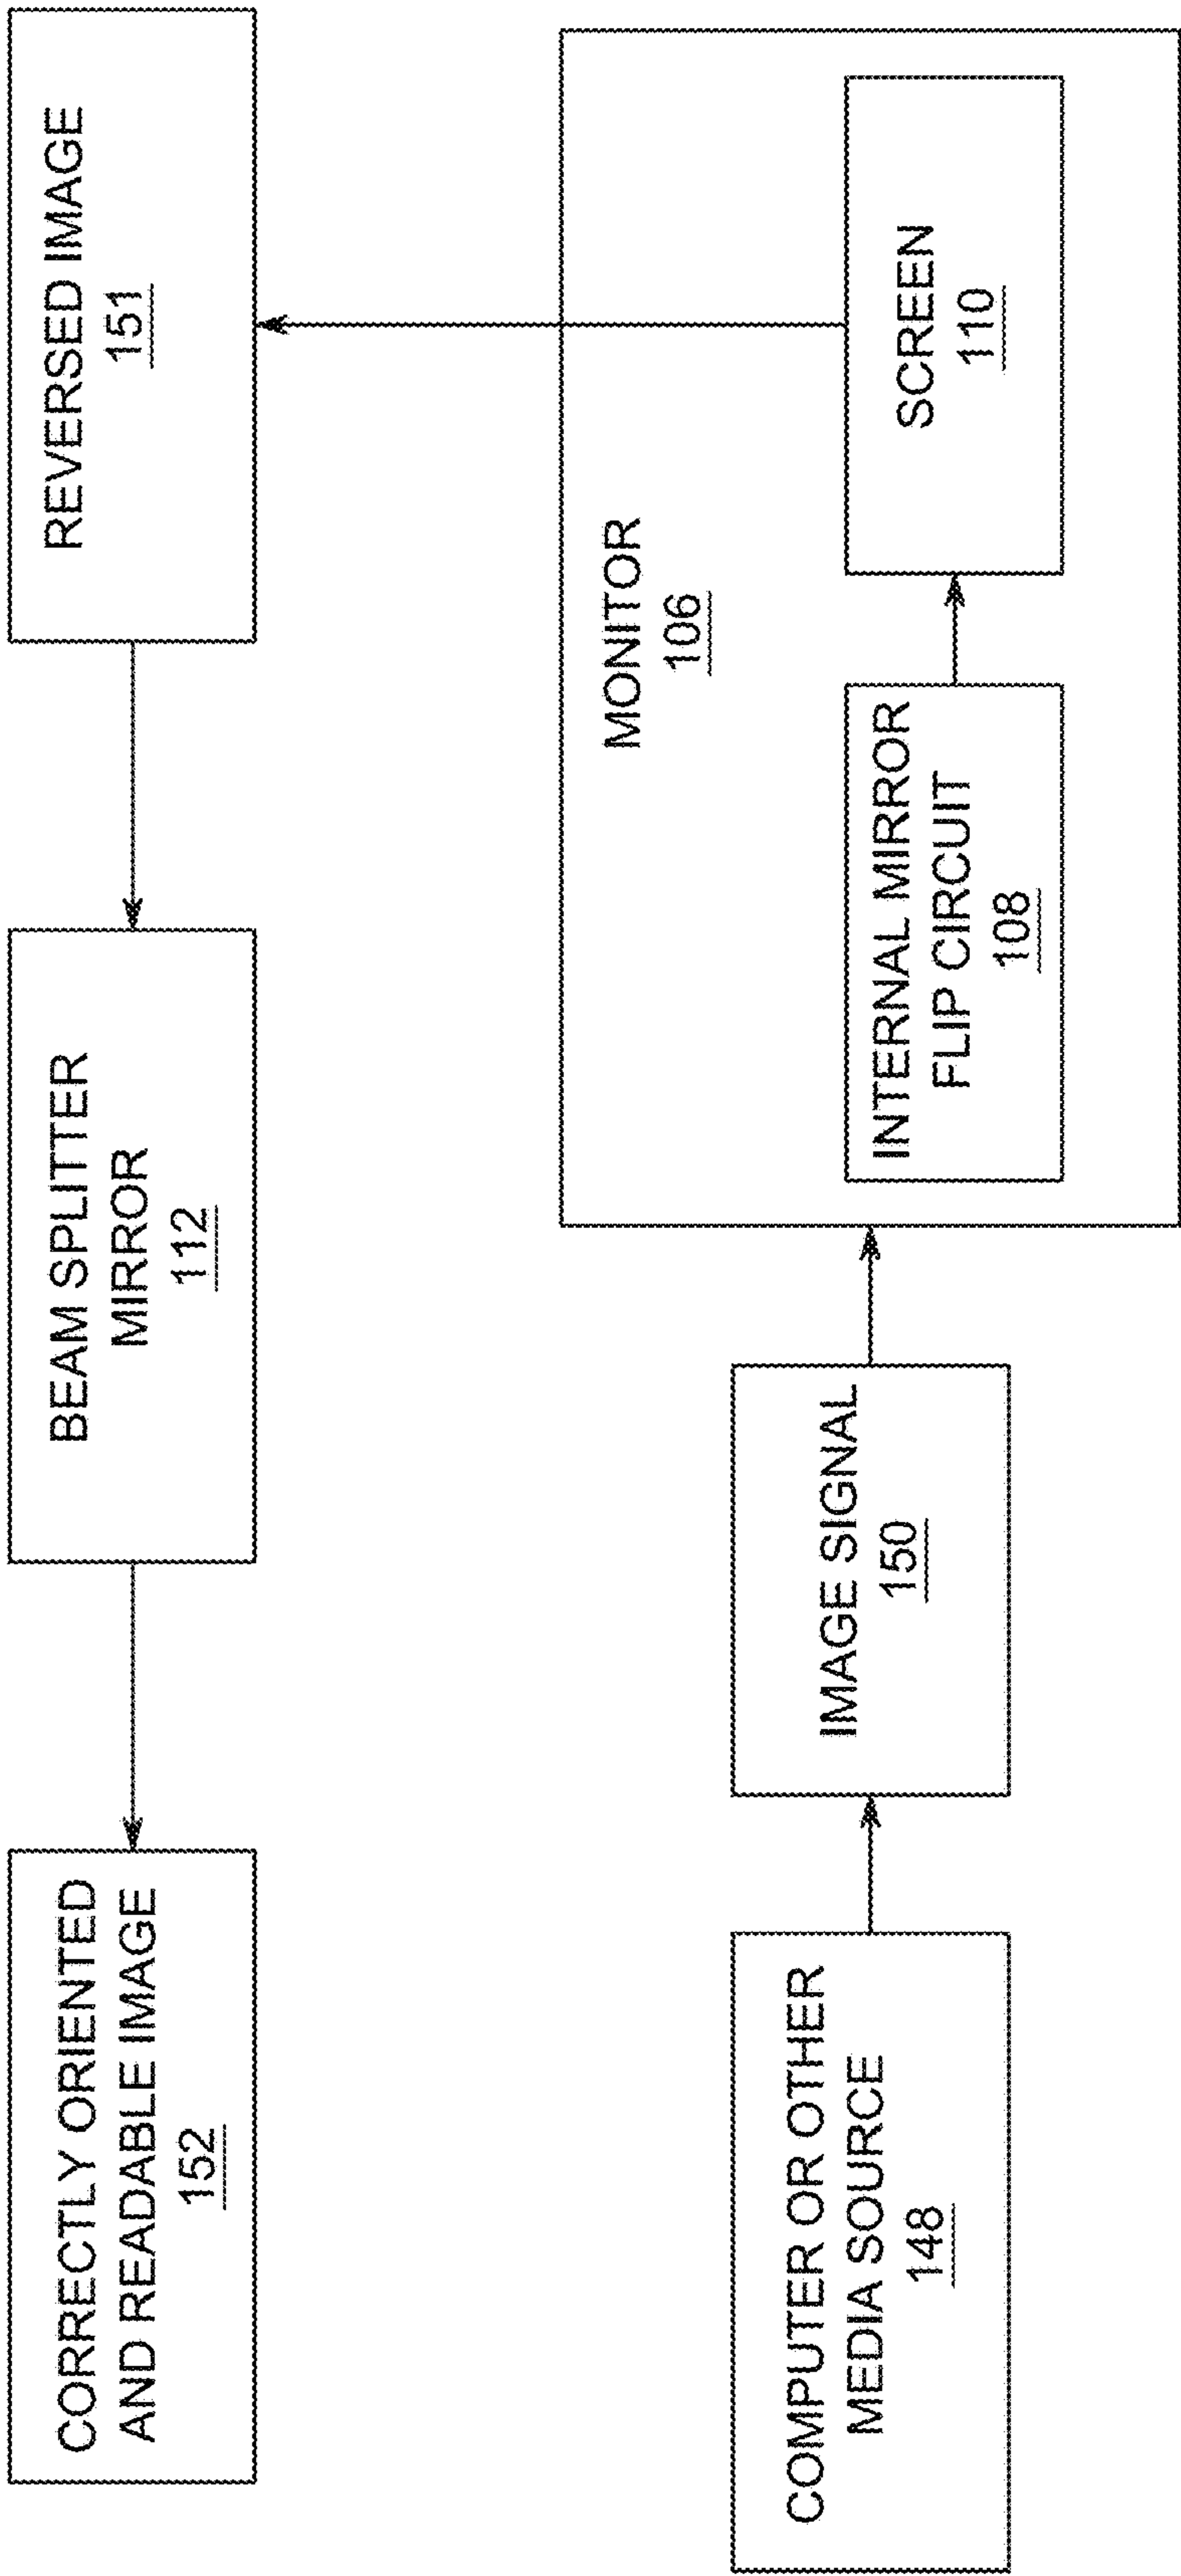 CORRECTLY ORIENTED
AND READABLE IMAGE
152
BEAM SPLITTER
MIRROR
112
REVERSED IMAGE
151
COMPUTER OR OTHER
MEDIA SOURCE
148
IMAGE SIGNAL
150
MONITOR
106
INTERNAL MIRROR
FLIP CIRCUIT
108
SCREEN
110